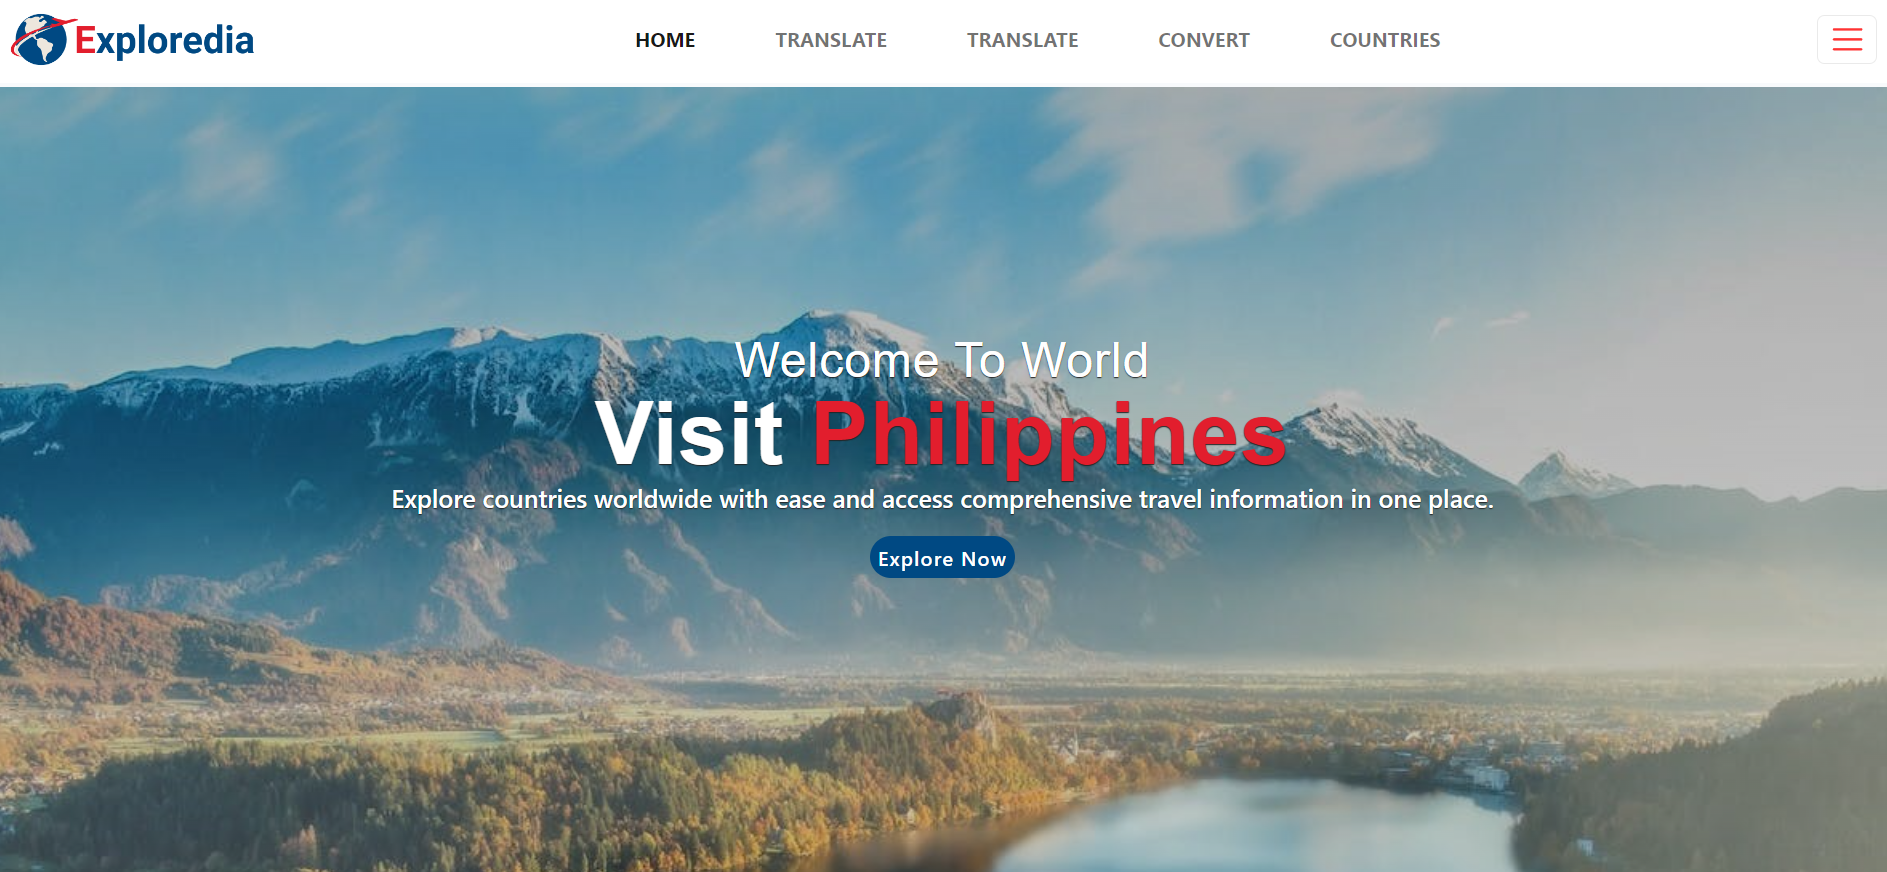 Exploredia
HOME TRANSLATE TRANSLATE CONVERT COUNTRIES
Welcome To World
Visit Philippines
Explore countries worldwide with ease and access comprehensive travel information in one place.
Explore Now